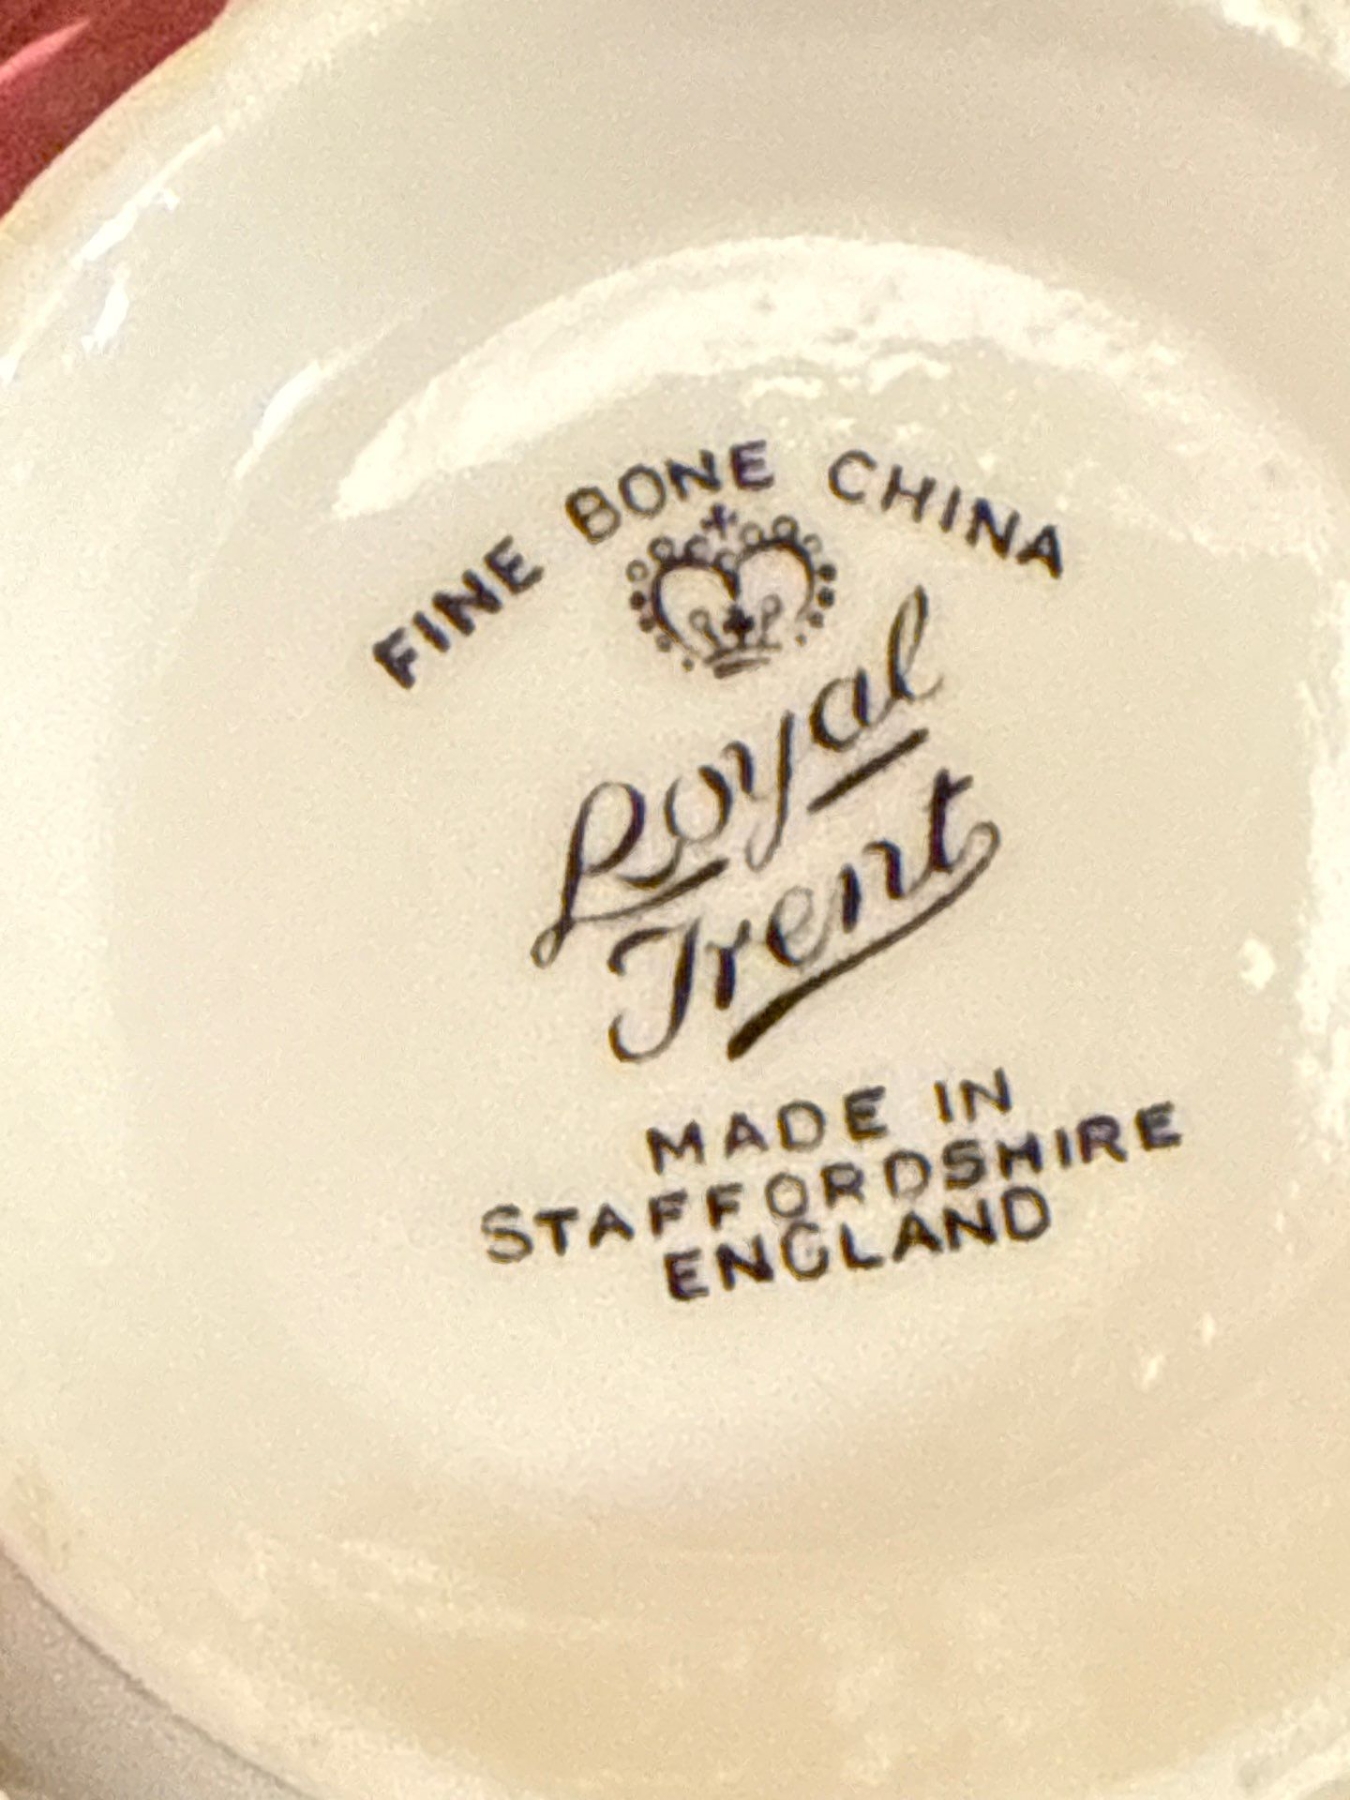 FINE BONE CHINA
Royal
Trent
MADE IN
STAFFORDSHIRE
ENGLAND